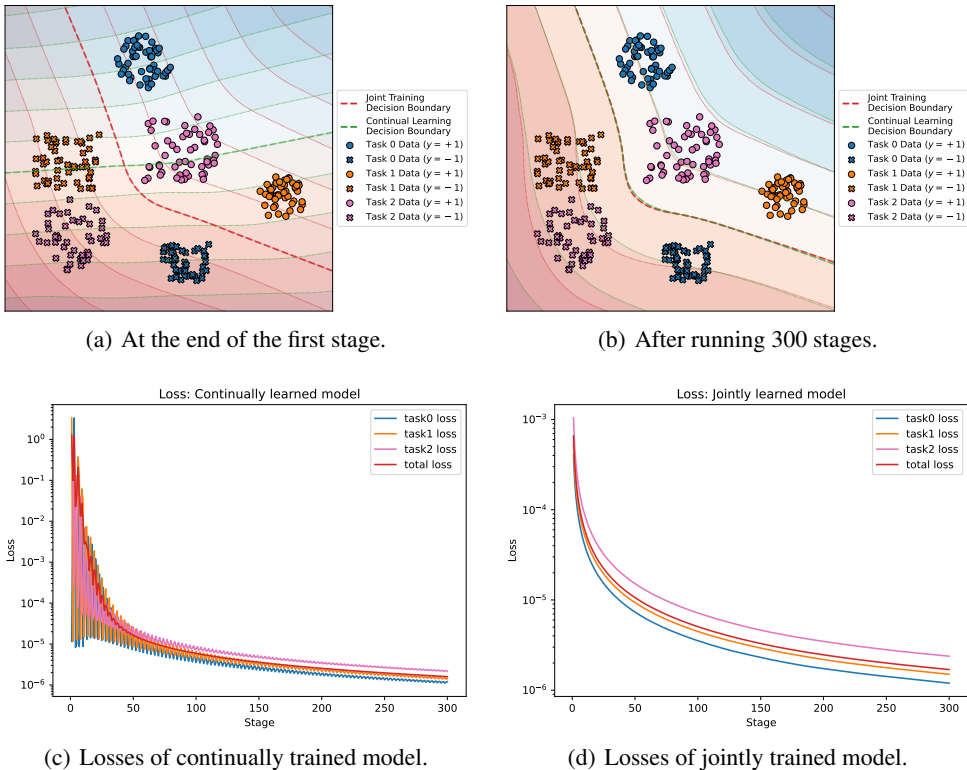 Joint Training
Decision Boundary
Continual Learning
Decision Boundary
Task 0 Data (y = +1)
Task 0 Data (y = −1)
Task 1 Data (y = +1)
Task 1 Data (y = −1)
Task 2 Data (y = +1)
Task 2 Data (y = −1)
Joint Training
Decision Boundary
Continual Learning
Decision Boundary
Task 0 Data (y = +1)
Task 0 Data (y = −1)
Task 1 Data (y = +1)
Task 1 Data (y = −1)
Task 2 Data (y = +1)
Task 2 Data (y = −1)
(a) At the end of the first stage.
(b) After running 300 stages.
Loss: Continually learned model
task0 loss
task1 loss
task2 loss
total loss
10⁰
10⁻¹
10⁻²
10⁻³
10⁻⁴
10⁻⁵
10⁻⁶
Loss
0 50 100 150 200 250 300
Stage
Loss: Jointly learned model
task0 loss
task1 loss
task2 loss
total loss
10⁻³
10⁻⁴
10⁻⁵
10⁻⁶
Loss
0 50 100 150 200 250 300
Stage
(c) Losses of continually trained model.
(d) Losses of jointly trained model.